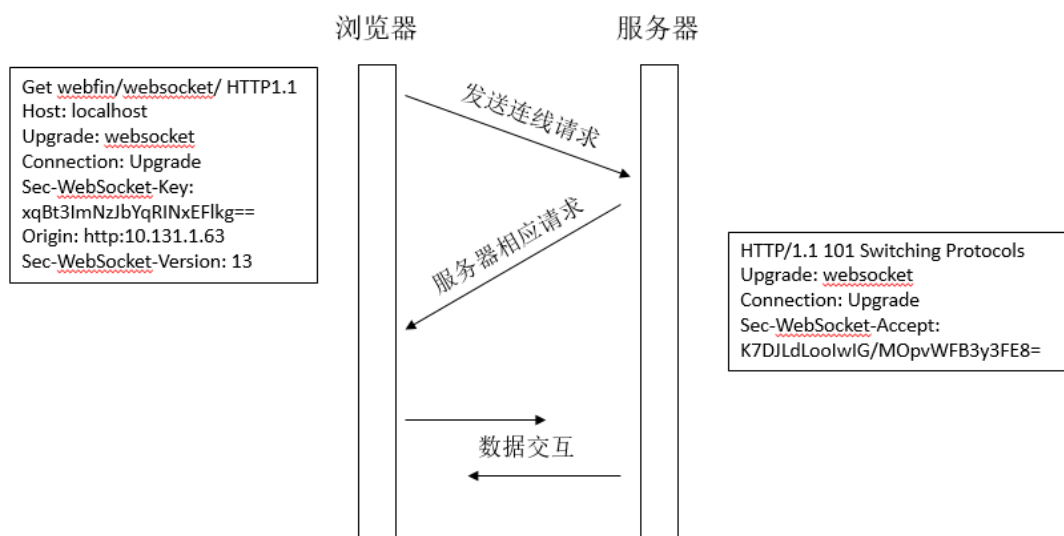 浏览器
服务器
Get webfin/websocket/ HTTP1.1
Host: localhost
Upgrade: websocket
Connection: Upgrade
Sec-WebSocket-Key:
xqBt3ImNzJbYqRINxEFlkg==
Origin: http:10.131.1.63
Sec-WebSocket-Version: 13
发送连线请求
服务器相应请求
HTTP/1.1 101 Switching Protocols
Upgrade: websocket
Connection: Upgrade
Sec-WebSocket-Accept:
K7DJLdLooIwIG/MOpvWFB3y3FE8=
数据交互